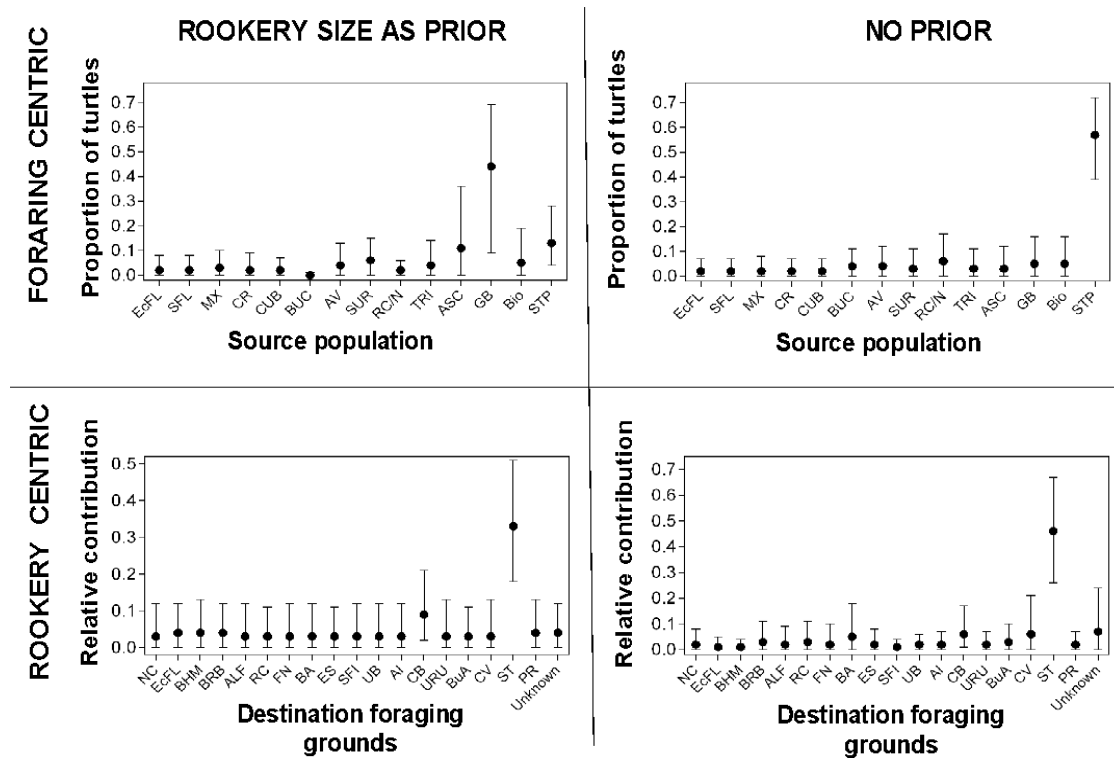 ROOKERY SIZE AS PRIOR
NO PRIOR
FORARING CENTRIC
Proportion of turtles
0.7
0.6
0.5
0.4
0.3
0.2
0.1
0.0
EcFL SFL MX CR CUB BUC AV SUR RC/N TRI ASC GB Bio STP
Source population
Proportion of turtles
0.7
0.6
0.5
0.4
0.3
0.2
0.1
0.0
EcFL SFL MX CR CUB BUC AV SUR RC/N TRI ASC GB Bio STP
Source population
ROOKERY CENTRIC
Relative contribution
0.5
0.4
0.3
0.2
0.1
0.0
NC EcFL BHM BRB ALF RC FN BA ES SFI UB AI CB URU BuA CV ST PR Unknown
Destination foraging
grounds
Relative contribution
0.7
0.6
0.5
0.4
0.3
0.2
0.1
0.0
NC EcFL BHM BRB ALF RC FN BA ES SFI UB AI CB URU BuA CV ST PR Unknown
Destination foraging
grounds